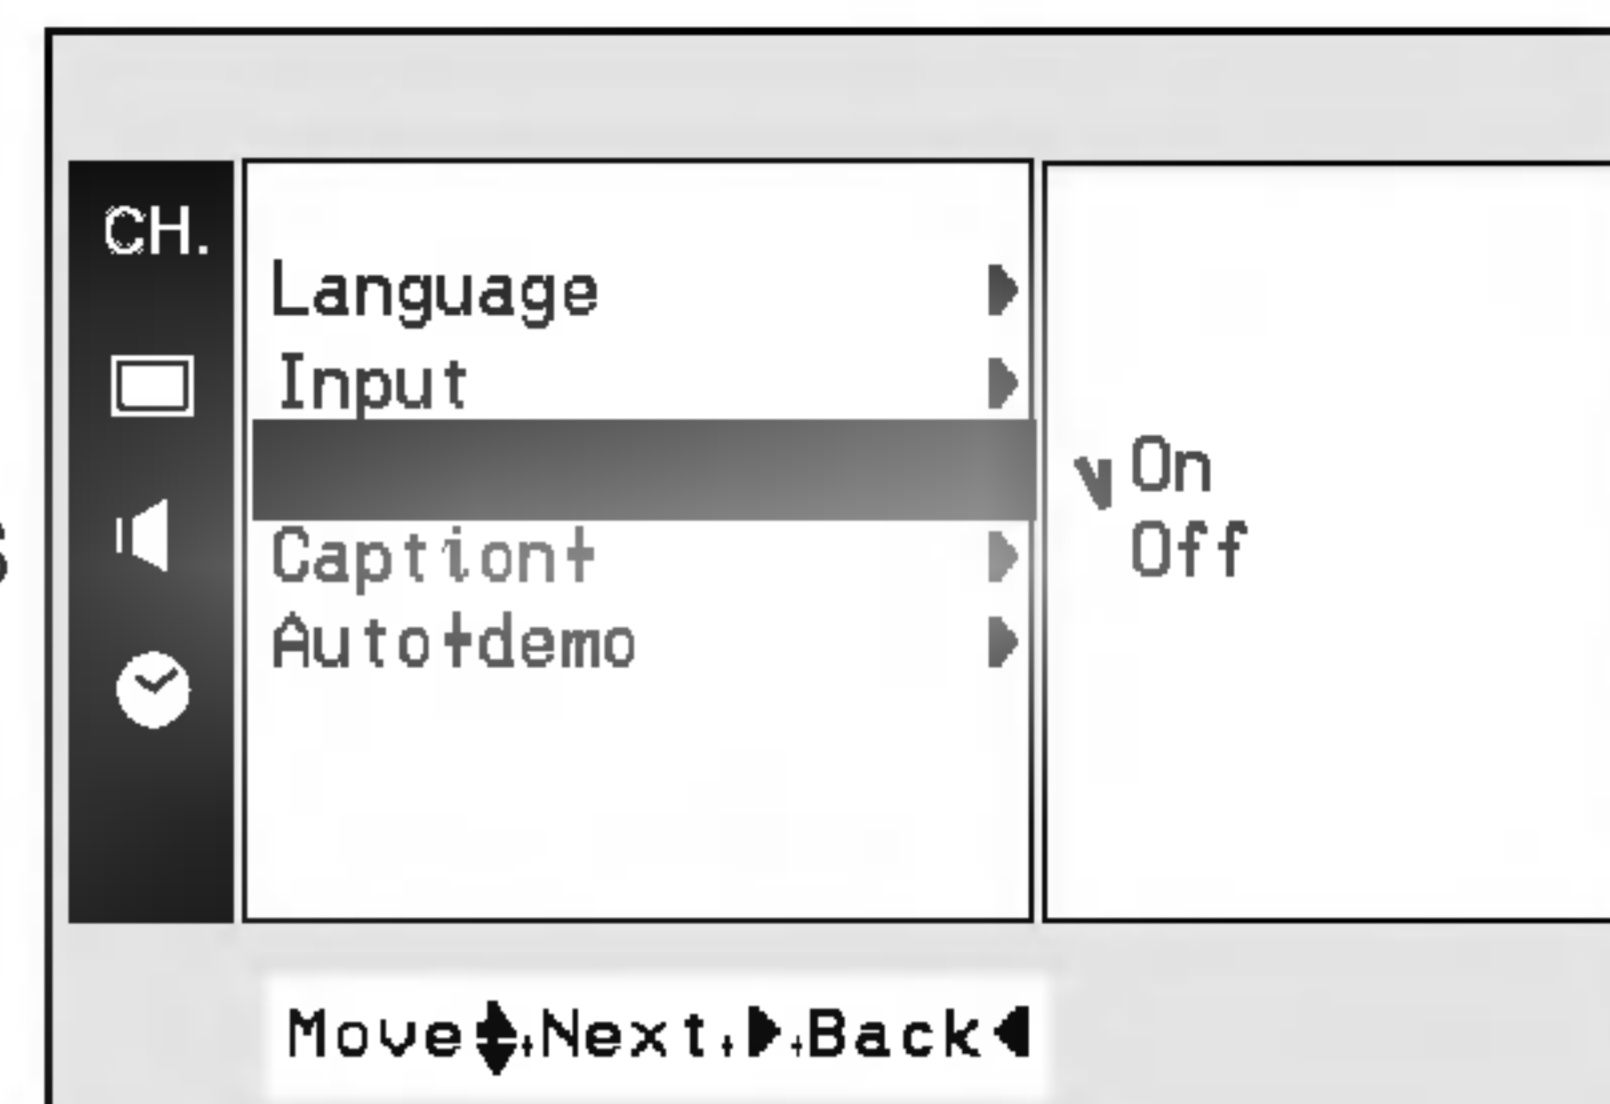 CH.
Language
Input
Caption
Auto demo
On
Off
Move Next Back